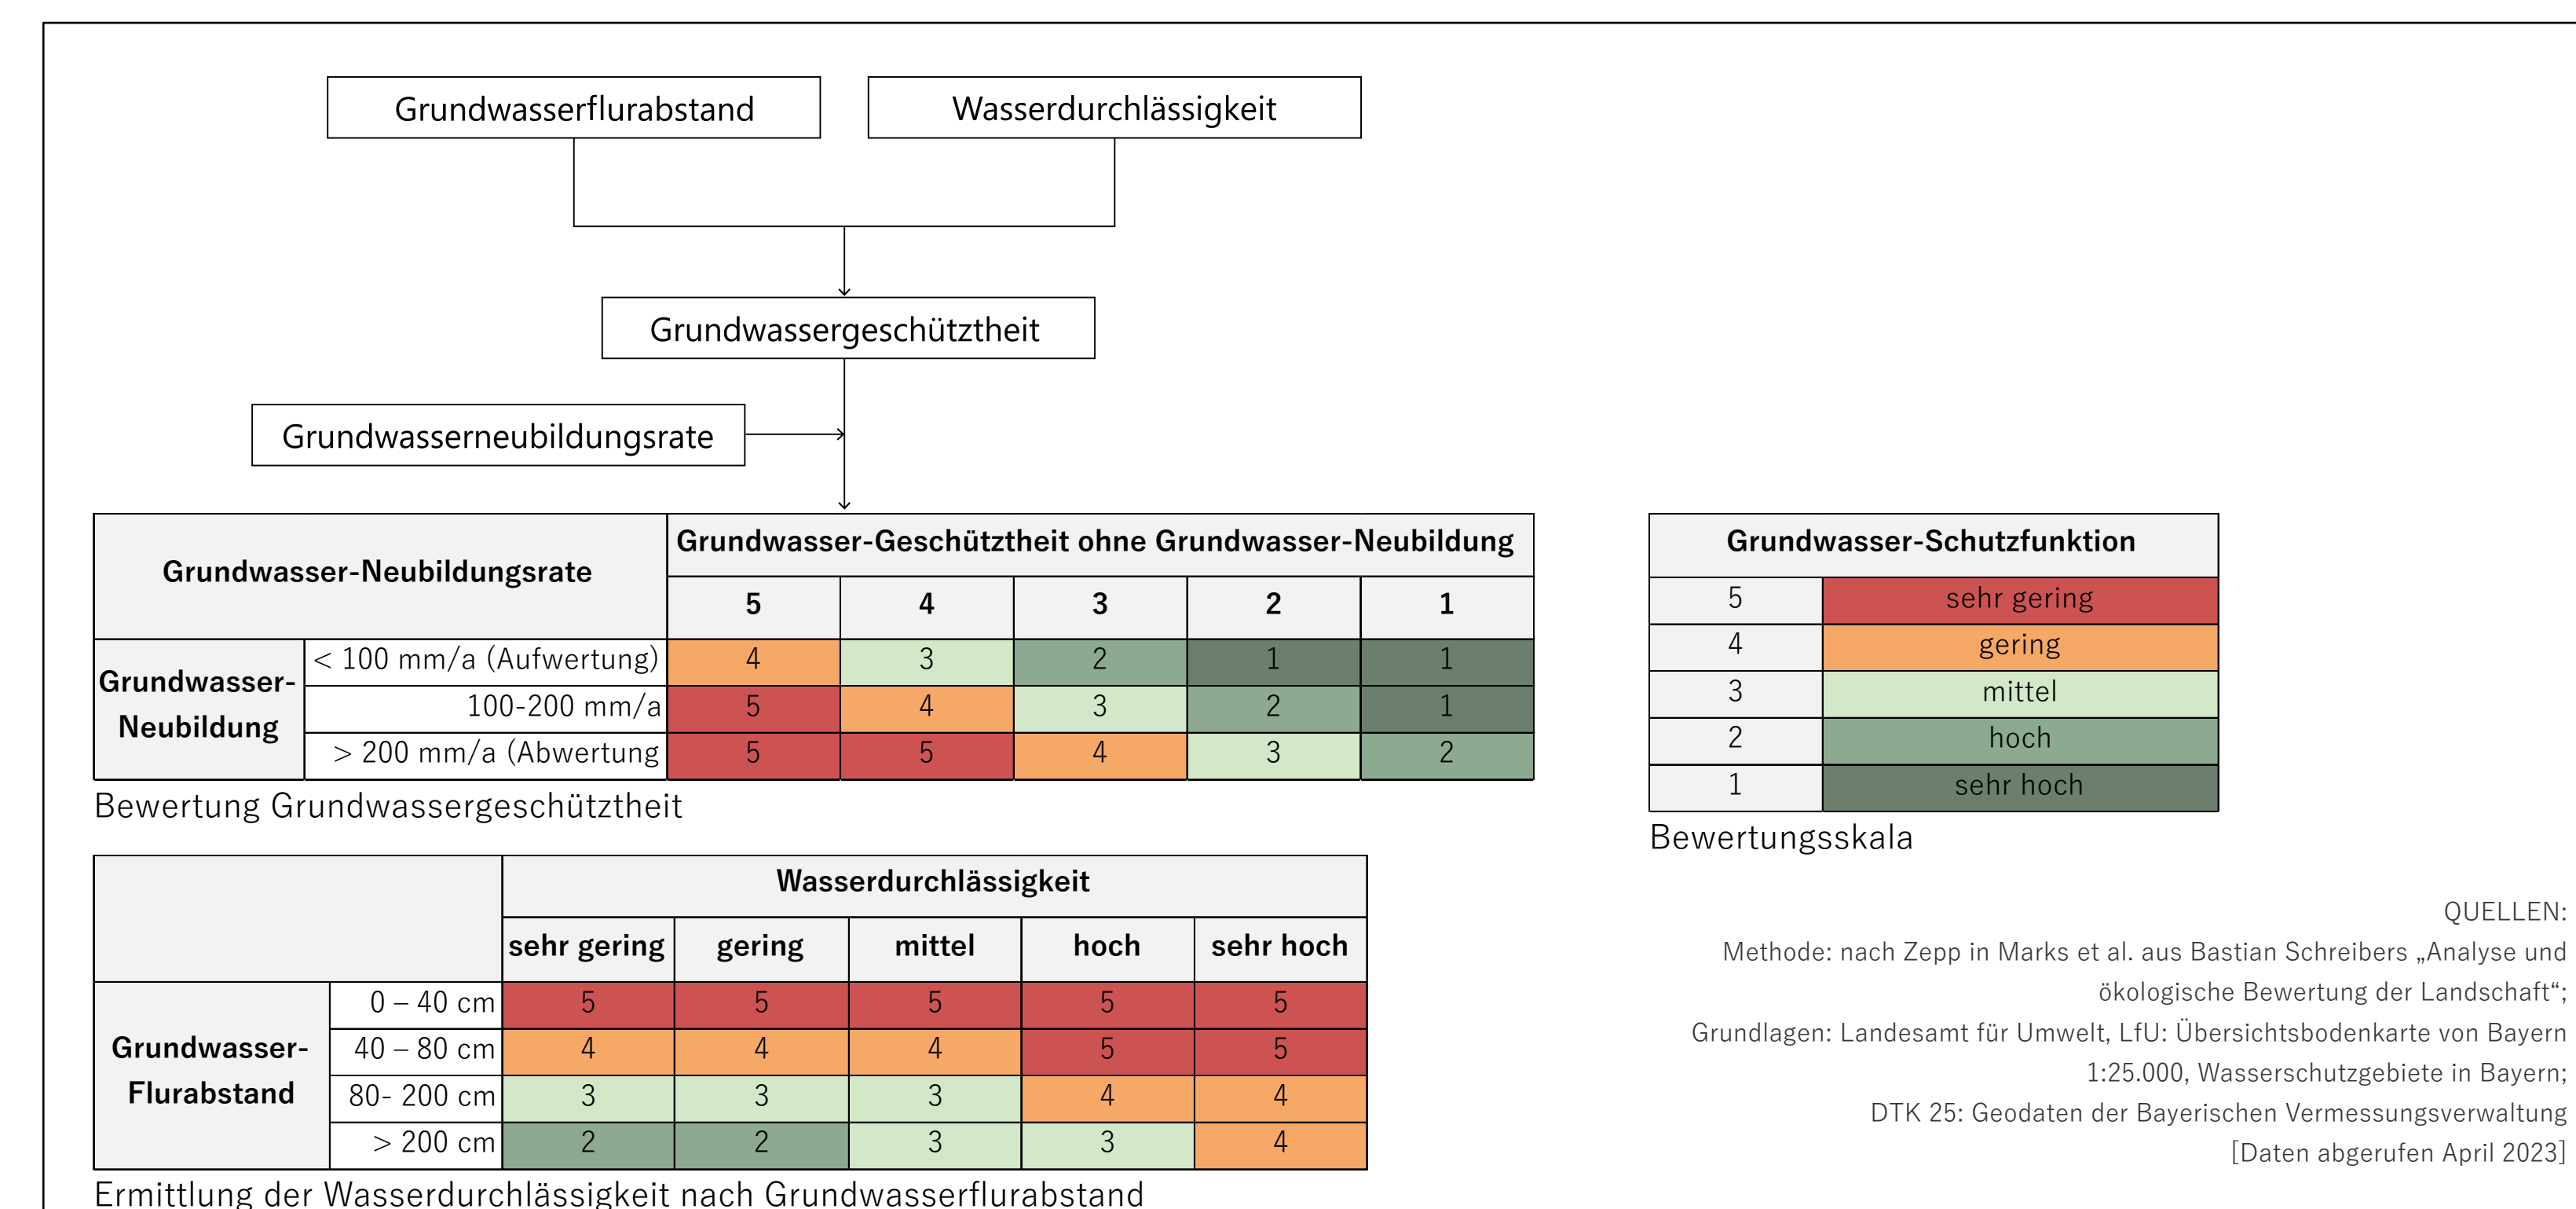 Grundwasserflurabstand
Wasserdurchlässigkeit
Grundwassergeschütztheit
Grundwasserneubildungsrate
Grundwasser-Neubildungsrate
Grundwasser-Geschütztheit ohne Grundwasser-Neubildung
5 4 3 2 1
Grundwasser-
Neubildung
< 100 mm/a (Aufwertung) 4 3 2 1 1
100-200 mm/a 5 4 3 2 1
> 200 mm/a (Abwertung 5 5 4 3 2
Bewertung Grundwassergeschütztheit
Grundwasser-Schutzfunktion
5 sehr gering
4 gering
3 mittel
2 hoch
1 sehr hoch
Bewertungsskala
Wasserdurchlässigkeit
sehr gering gering mittel hoch sehr hoch
Grundwasser-
Flurabstand
0 – 40 cm 5 5 5 5 5
40 – 80 cm 4 4 4 5 5
80- 200 cm 3 3 3 4 4
> 200 cm 2 2 3 3 4
Ermittlung der Wasserdurchlässigkeit nach Grundwasserflurabstand
QUELLEN:
Methode: nach Zepp in Marks et al. aus Bastian Schreibers „Analyse und
ökologische Bewertung der Landschaft“;
Grundlagen: Landesamt für Umwelt, LfU: Übersichtsbodenkarte von Bayern
1:25.000, Wasserschutzgebiete in Bayern;
DTK 25: Geodaten der Bayerischen Vermessungsverwaltung
[Daten abgerufen April 2023]